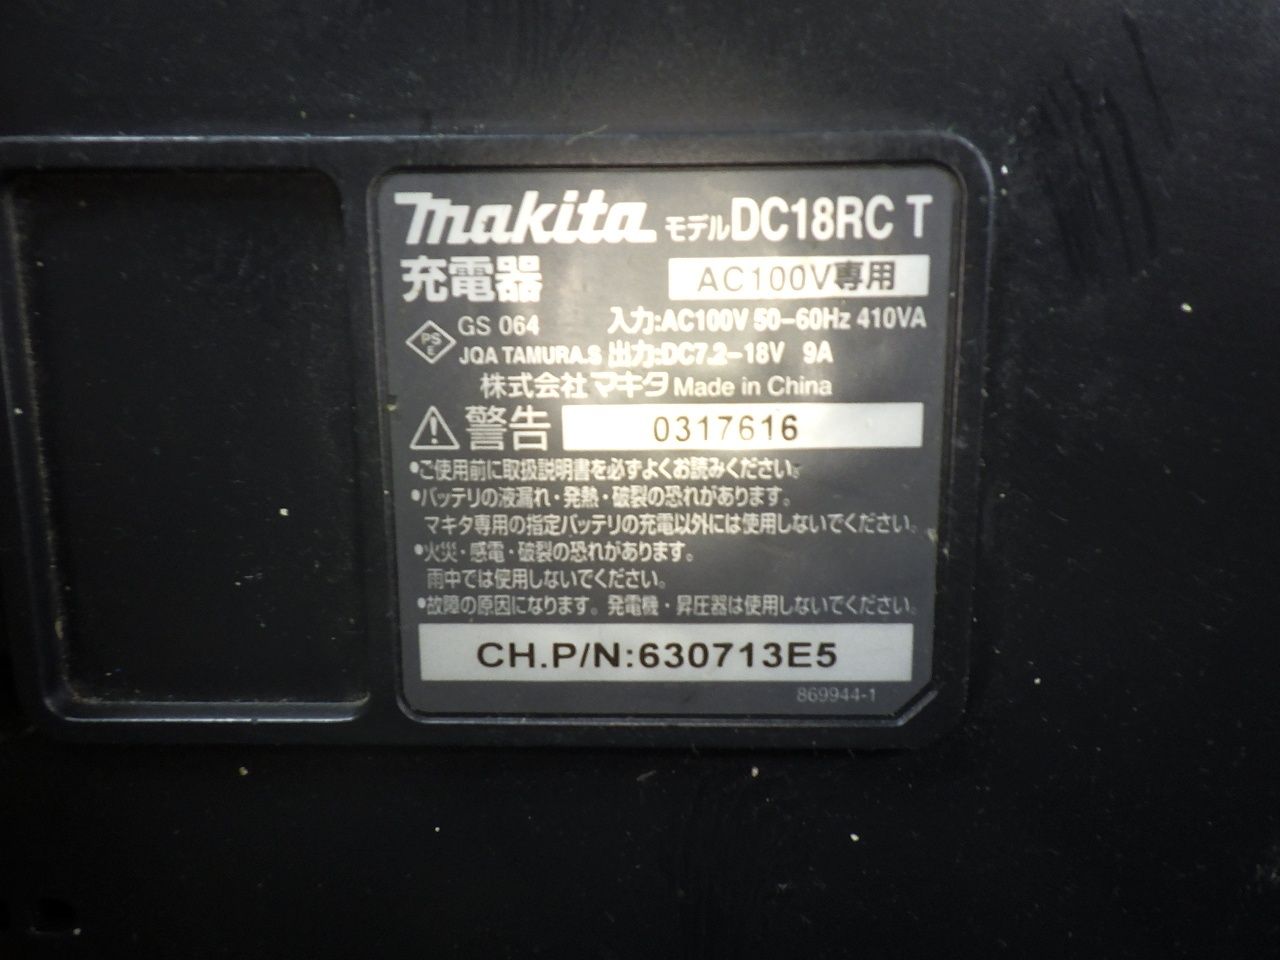 makita モデル DC18RC T
充電器 AC100V専用
PS E GS 064 入力:AC100V 50-60Hz 410VA
JQA TAMURA.S 出力:DC7.2-18V 9A
株式会社マキタ Made in China
警告 0317616
•ご使用前に取扱説明書を必ずよくお読みください。
•バッテリの液漏れ・発熱・破裂の恐れがあります。
マキタ専用の指定バッテリの充電以外には使用しないでください。
•火災・感電・破裂の恐れがあります。
雨中では使用しないでください。
•故障の原因になります。発電機・昇圧器は使用しないでください。
CH.P/N:630713E5
869944-1